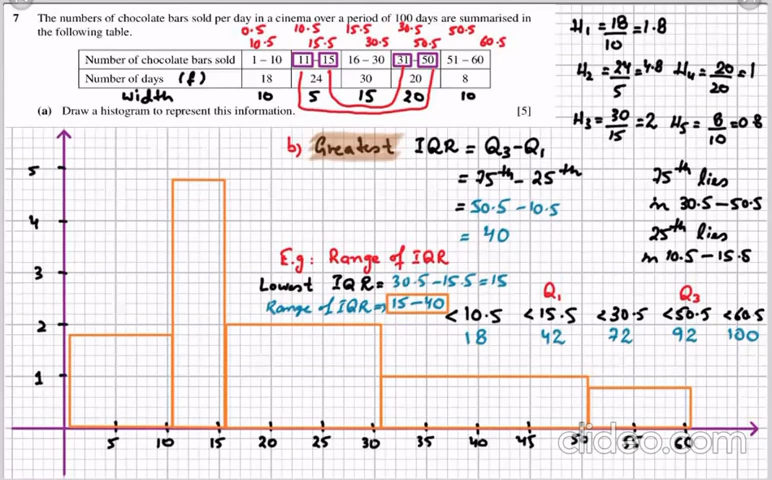 7 The numbers of chocolate bars sold per day in a cinema over a period of 100 days are summarised
in the following table.
0.5 10.5 15.5 30.5 50.5
10.5 15.5 30.5 50.5 60.5
Number of chocolate bars sold 1 – 10 11 – 15 16 – 30 31 – 50 51 – 60
Number of days (f) 18 24 30 20 8
width 10 5 15 20 10
(a) Draw a histogram to represent this information. [5]
H1 = 18/10 = 1.8
H2 = 24/5 = 4.8 H4 = 20/20 = 1
H3 = 30/15 = 2 H5 = 8/10 = 0.8
b) Greatest IQR = Q3 - Q1
= 75th - 25th
= 50.5 - 10.5
= 40
75th lies
in 30.5 - 50.5
25th lies
in 10.5 - 15.5
E.g: Range of IQR
Lowest IQR = 30.5 - 15.5 = 15
Range of IQR => 15 - 40
Q1 Q3
< 10.5 < 15.5 < 30.5 < 50.5 < 60.5
18 42 72 92 100
5
4
3
2
1
5 10 15 20 25 30 35 40 45 50 55 60
clideo.com